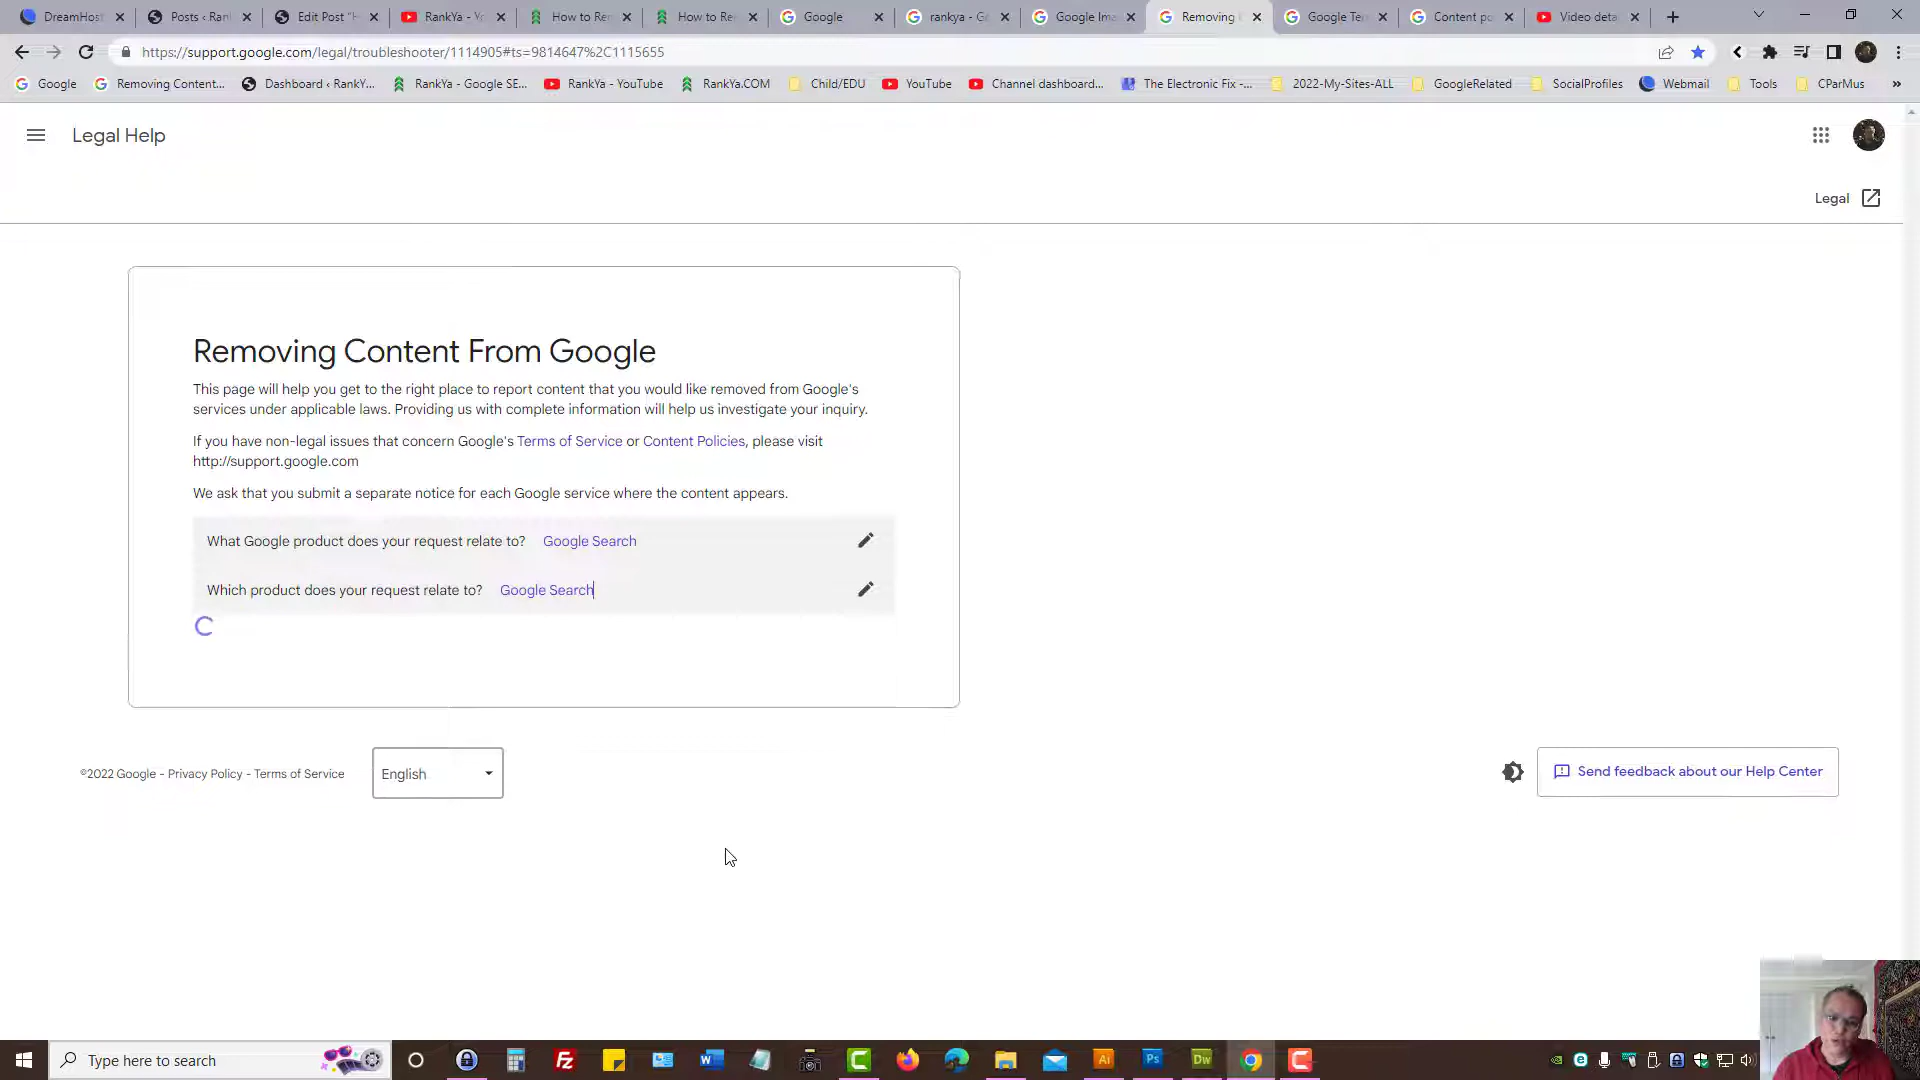 DreamHost
Posts ‹ Ran
Edit Post "H
RankYa - Yo
How to Rem
How to Rem
Google
rankya - Go
Google Ima
Removing
Google Ter
Content po
Video detai
https://support.google.com/legal/troubleshooter/1114905#ts=9814647%2C1115655
Google
Removing Content...
Dashboard ‹ RankY...
RankYa - Google SE...
RankYa - YouTube
RankYa.COM
Child/EDU
YouTube
Channel dashboard...
The Electronic Fix -...
2022-My-Sites-ALL
GoogleRelated
SocialProfiles
Webmail
Tools
CParMus
»
Legal Help
Legal
Removing Content From Google
This page will help you get to the right place to report content that you would like removed from Google's
services under applicable laws. Providing us with complete information will help us investigate your inquiry.
If you have non-legal issues that concern Google's Terms of Service or Content Policies, please visit
http://support.google.com
We ask that you submit a separate notice for each Google service where the content appears.
What Google product does your request relate to? Google Search
Which product does your request relate to? Google Search
©2022 Google - Privacy Policy - Terms of Service
English
Send feedback about our Help Center
Type here to search